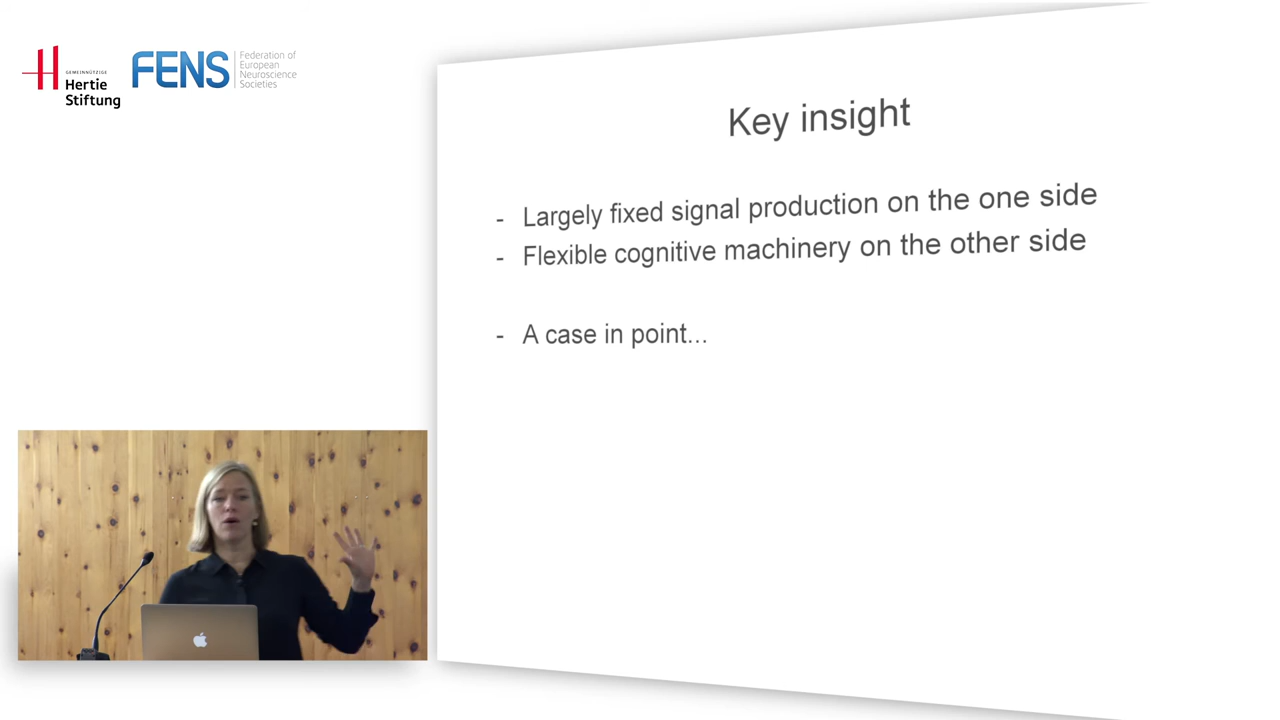 GEMEINNÜTZIGE
Hertie
Stiftung
FENS
Federation of
European
Neuroscience
Societies
Key insight
- Largely fixed signal production on the one side
- Flexible cognitive machinery on the other side
- A case in point...